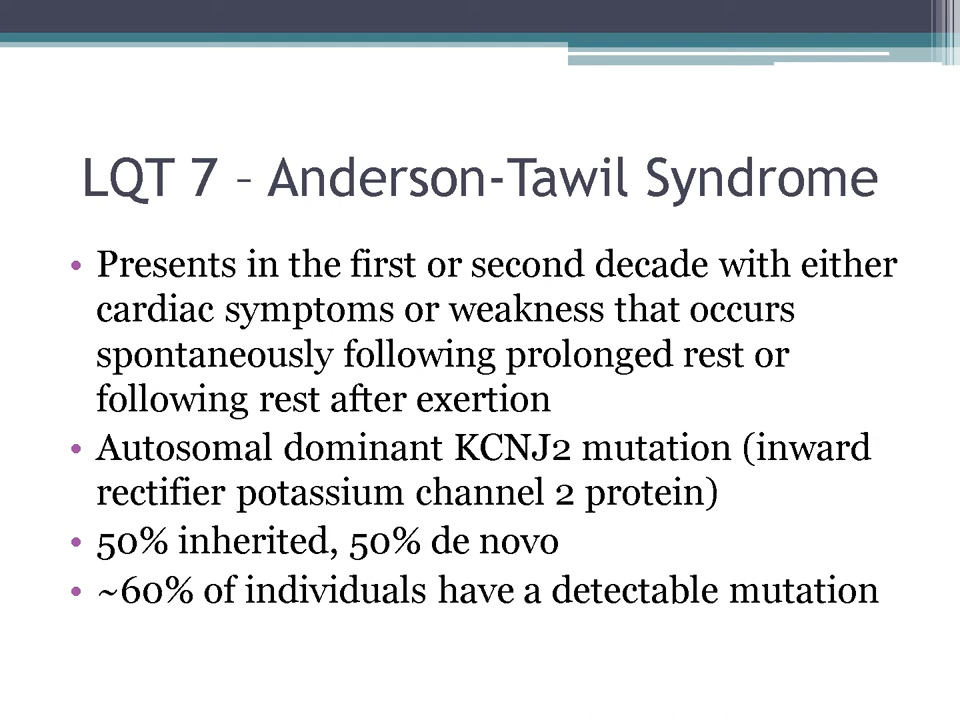 LQT 7 – Anderson-Tawil Syndrome
• Presents in the first or second decade with either
cardiac symptoms or weakness that occurs
spontaneously following prolonged rest or
following rest after exertion
• Autosomal dominant KCNJ2 mutation (inward
rectifier potassium channel 2 protein)
• 50% inherited, 50% de novo
• ~60% of individuals have a detectable mutation